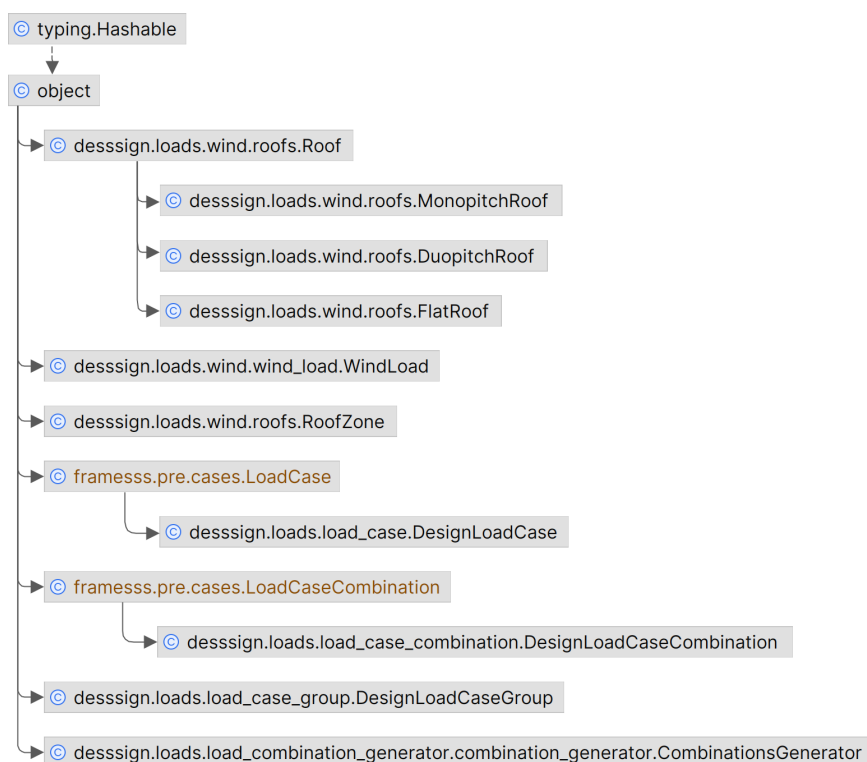 © typing.Hashable
© object
© desssign.loads.wind.roofs.Roof
© desssign.loads.wind.roofs.MonopitchRoof
© desssign.loads.wind.roofs.DuopitchRoof
© desssign.loads.wind.roofs.FlatRoof
© desssign.loads.wind.wind_load.WindLoad
© desssign.loads.wind.roofs.RoofZone
© framesss.pre.cases.LoadCase
© desssign.loads.load_case.DesignLoadCase
© framesss.pre.cases.LoadCaseCombination
© desssign.loads.load_case_combination.DesignLoadCaseCombination
© desssign.loads.load_case_group.DesignLoadCaseGroup
© desssign.loads.load_combination_generator.combination_generator.CombinationsGenerator